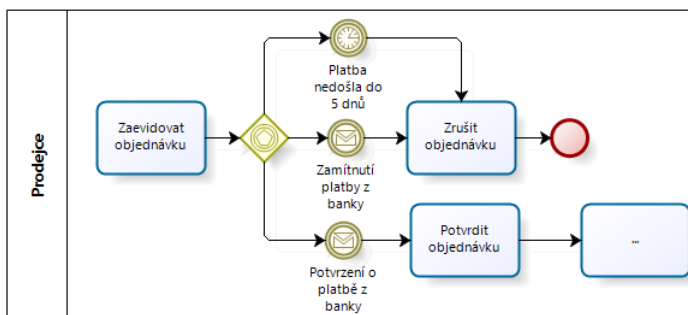 Prodejce
Zaevidovat
objednávku
Platba
nedošla do
5 dnů
Zamítnutí
platby z
banky
Zrušit
objednávku
Potvrzení o
platbě z
banky
Potvrdit
objednávku
...